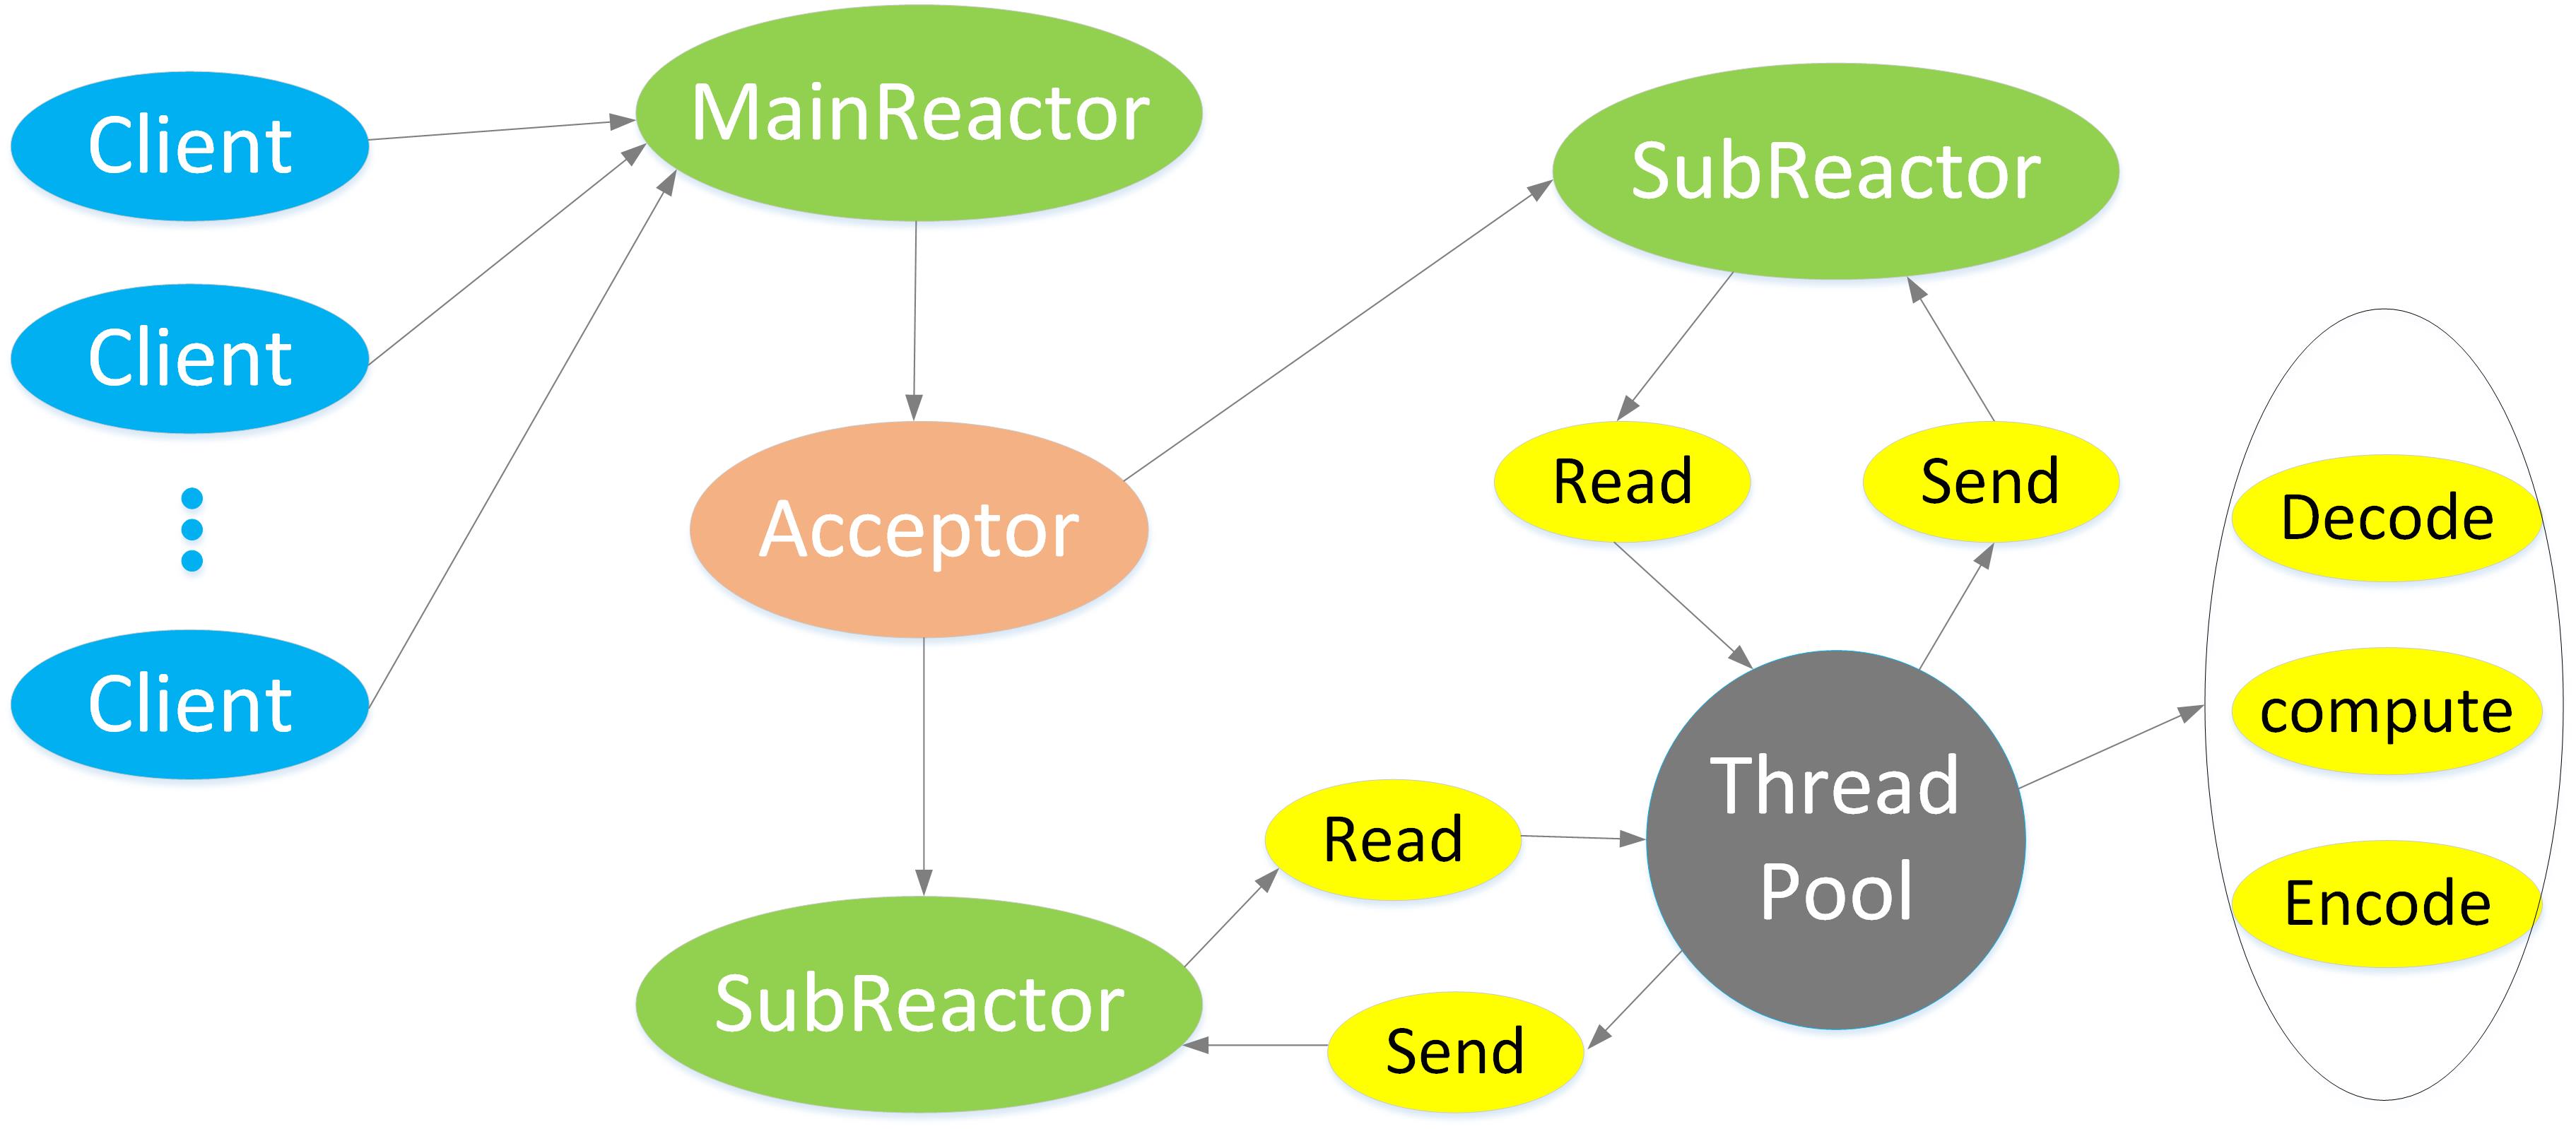 Client
Client
Client
MainReactor
Acceptor
SubReactor
SubReactor
Read
Send
Read
Send
Thread
Pool
Decode
compute
Encode